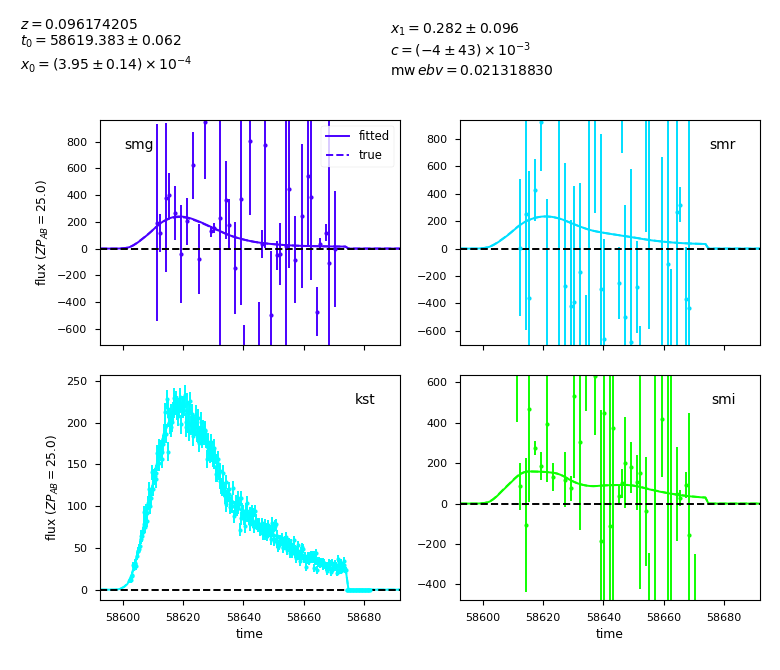 z = 0.096174205
t₀ = 58619.383 ± 0.062
x₀ = (3.95 ± 0.14) × 10⁻⁴
x₁ = 0.282 ± 0.096
c = (−4 ± 43) × 10⁻³
mw ebv = 0.021318830
smg
fitted
true
800
600
400
200
0
−200
−400
−600
flux (ZP_AB = 25.0)
smr
800
600
400
200
0
−200
−400
−600
kst
250
200
150
100
50
0
flux (ZP_AB = 25.0)
58600 58620 58640 58660 58680
time
smi
600
400
200
0
−200
−400
58600 58620 58640 58660 58680
time